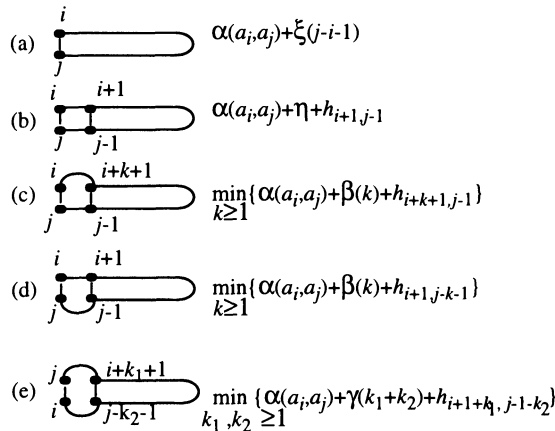 i
(a) α(a_i,a_j)+ξ(j-i-1)
j
i i+1
(b) α(a_i,a_j)+η+h_{i+1,j-1}
j j-1
i i+k+1
(c) min{α(a_i,a_j)+β(k)+h_{i+k+1,j-1}}
k≥1
j j-1
i i+1
(d) min{α(a_i,a_j)+β(k)+h_{i+1,j-k-1}}
k≥1
j j-1
j i+k_1+1
(e) min{α(a_i,a_j)+γ(k_1+k_2)+h_{i+1+k_1,j-1-k_2}}
k_1,k_2≥1
i j-k_2-1